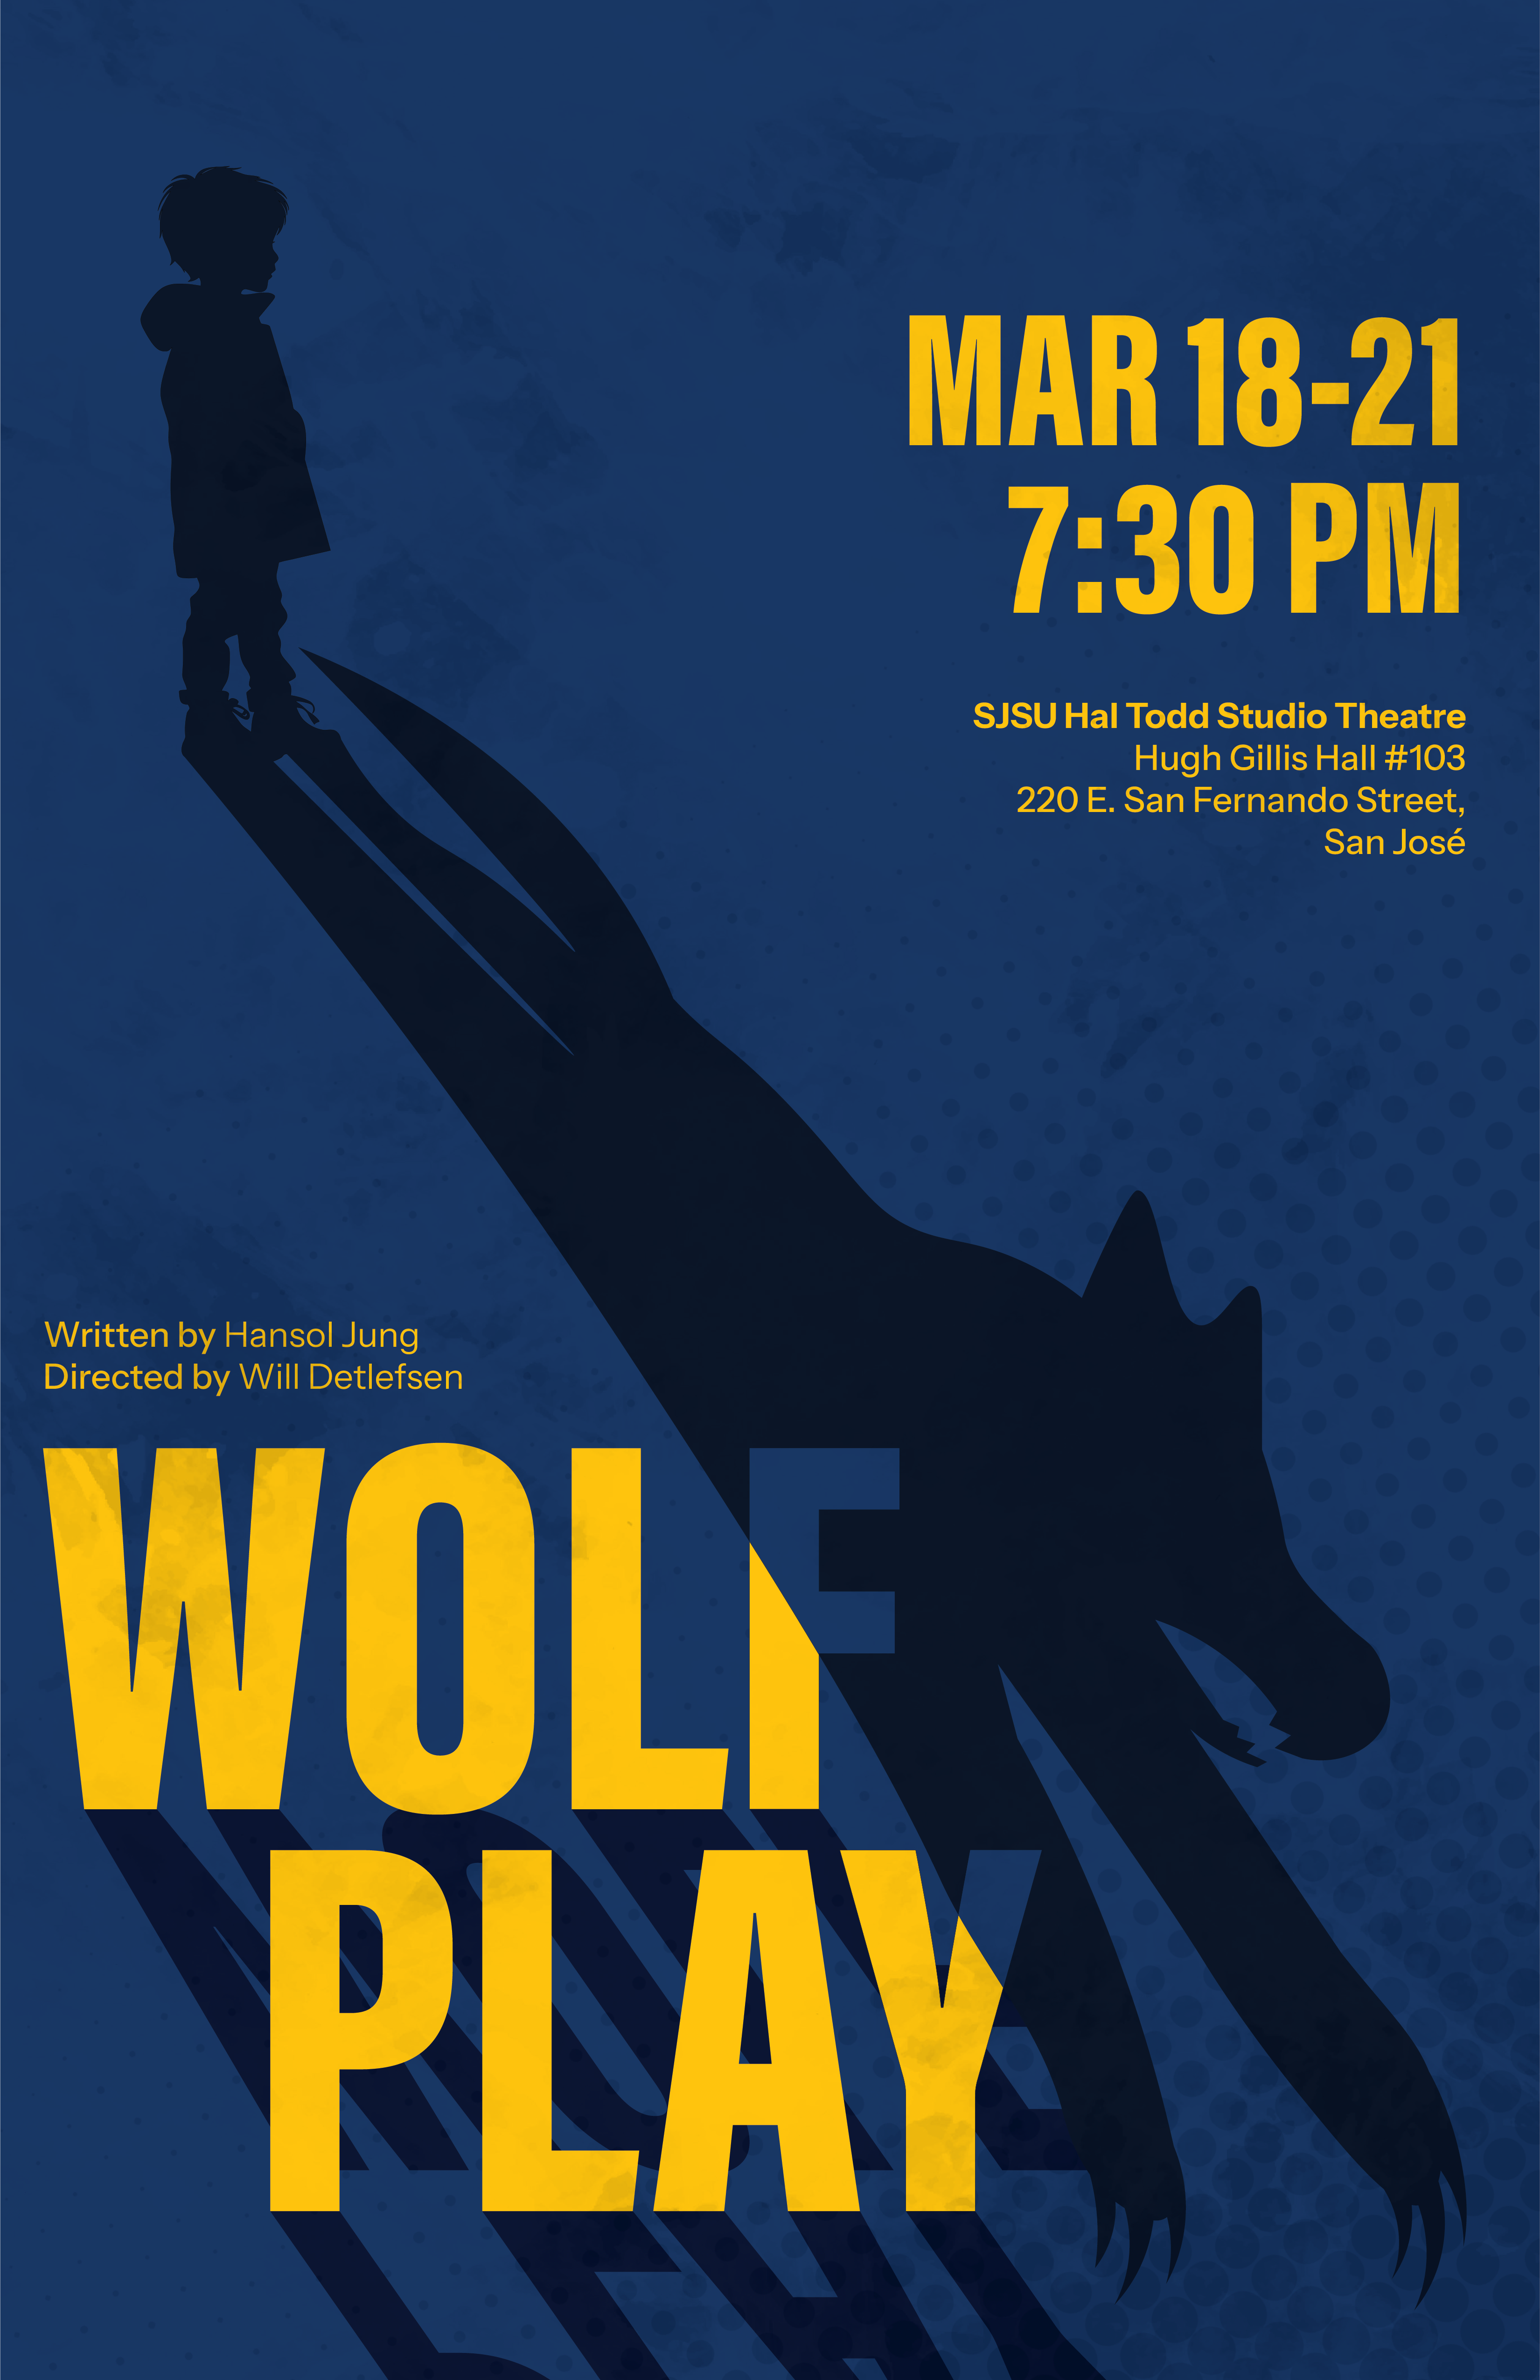 MAR 18-21
7:30 PM
SJSU Hal Todd Studio Theatre
Hugh Gillis Hall #103
220 E. San Fernando Street,
San José
Written by Hansol Jung
Directed by Will Detlefsen
WOLF
PLAY